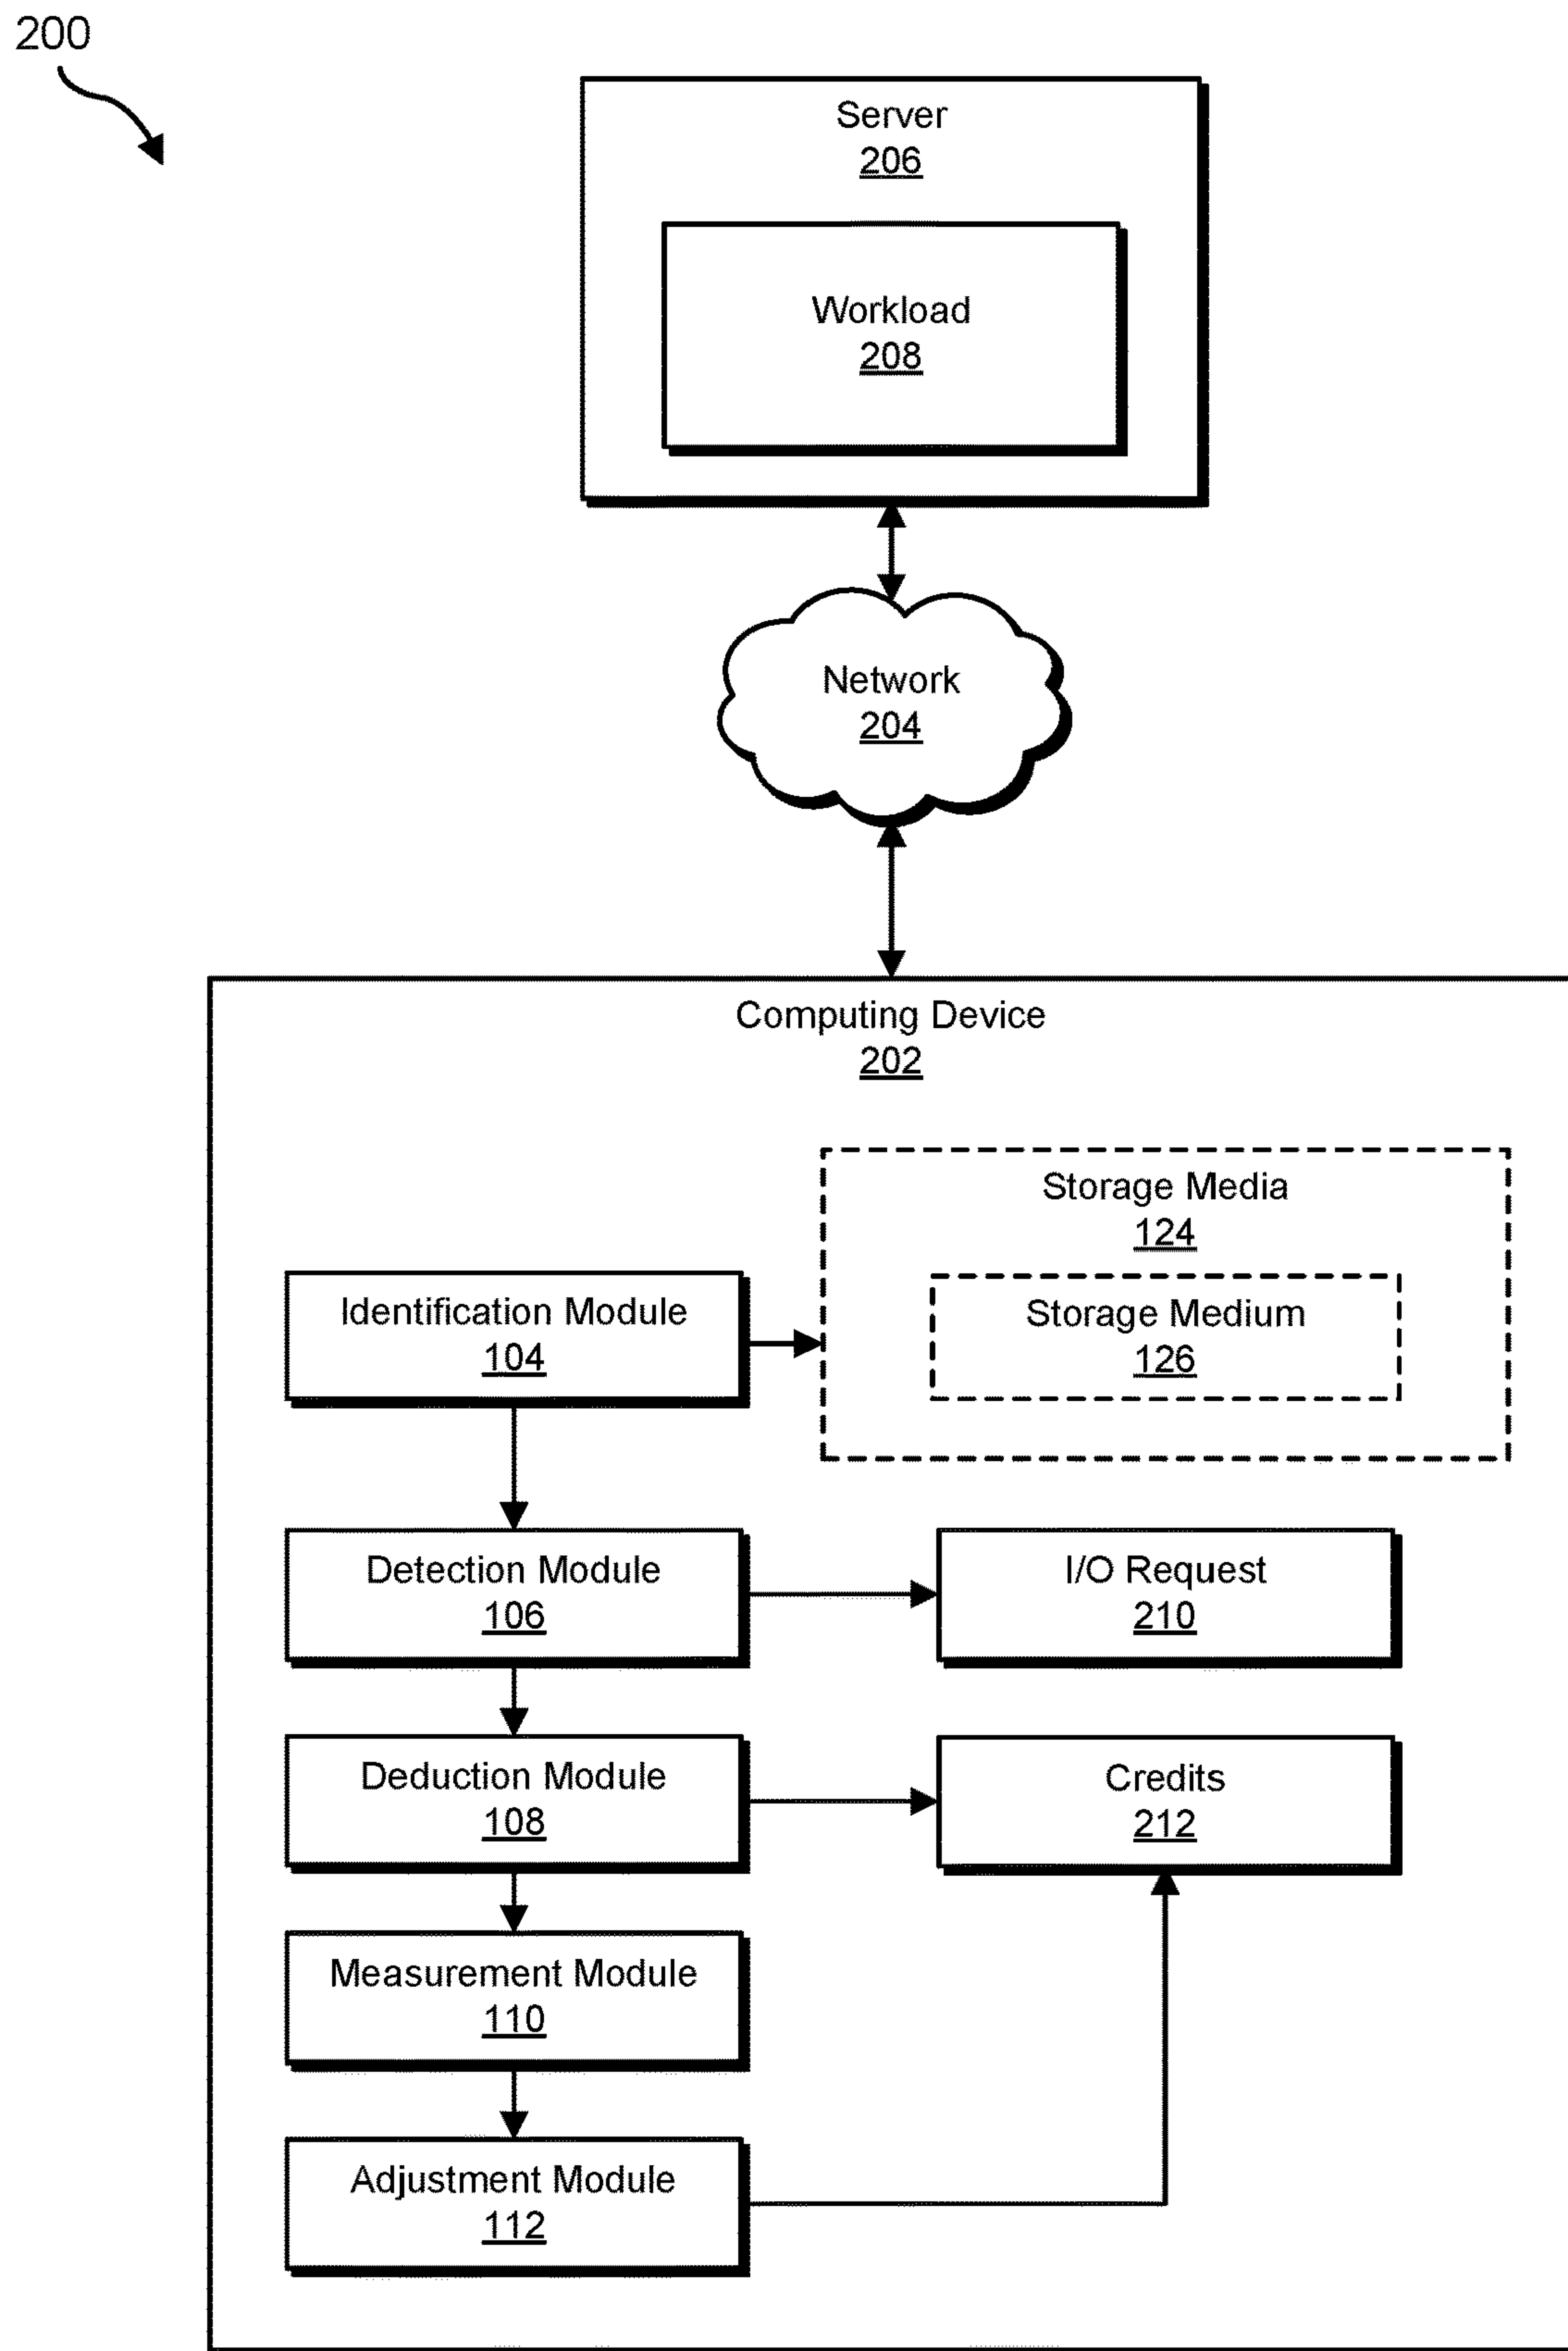 200
Server
206
Workload
208
Network
204
Computing Device
202
Storage Media
124
Identification Module
104
Storage Medium
126
Detection Module
106
I/O Request
210
Deduction Module
108
Credits
212
Measurement Module
110
Adjustment Module
112